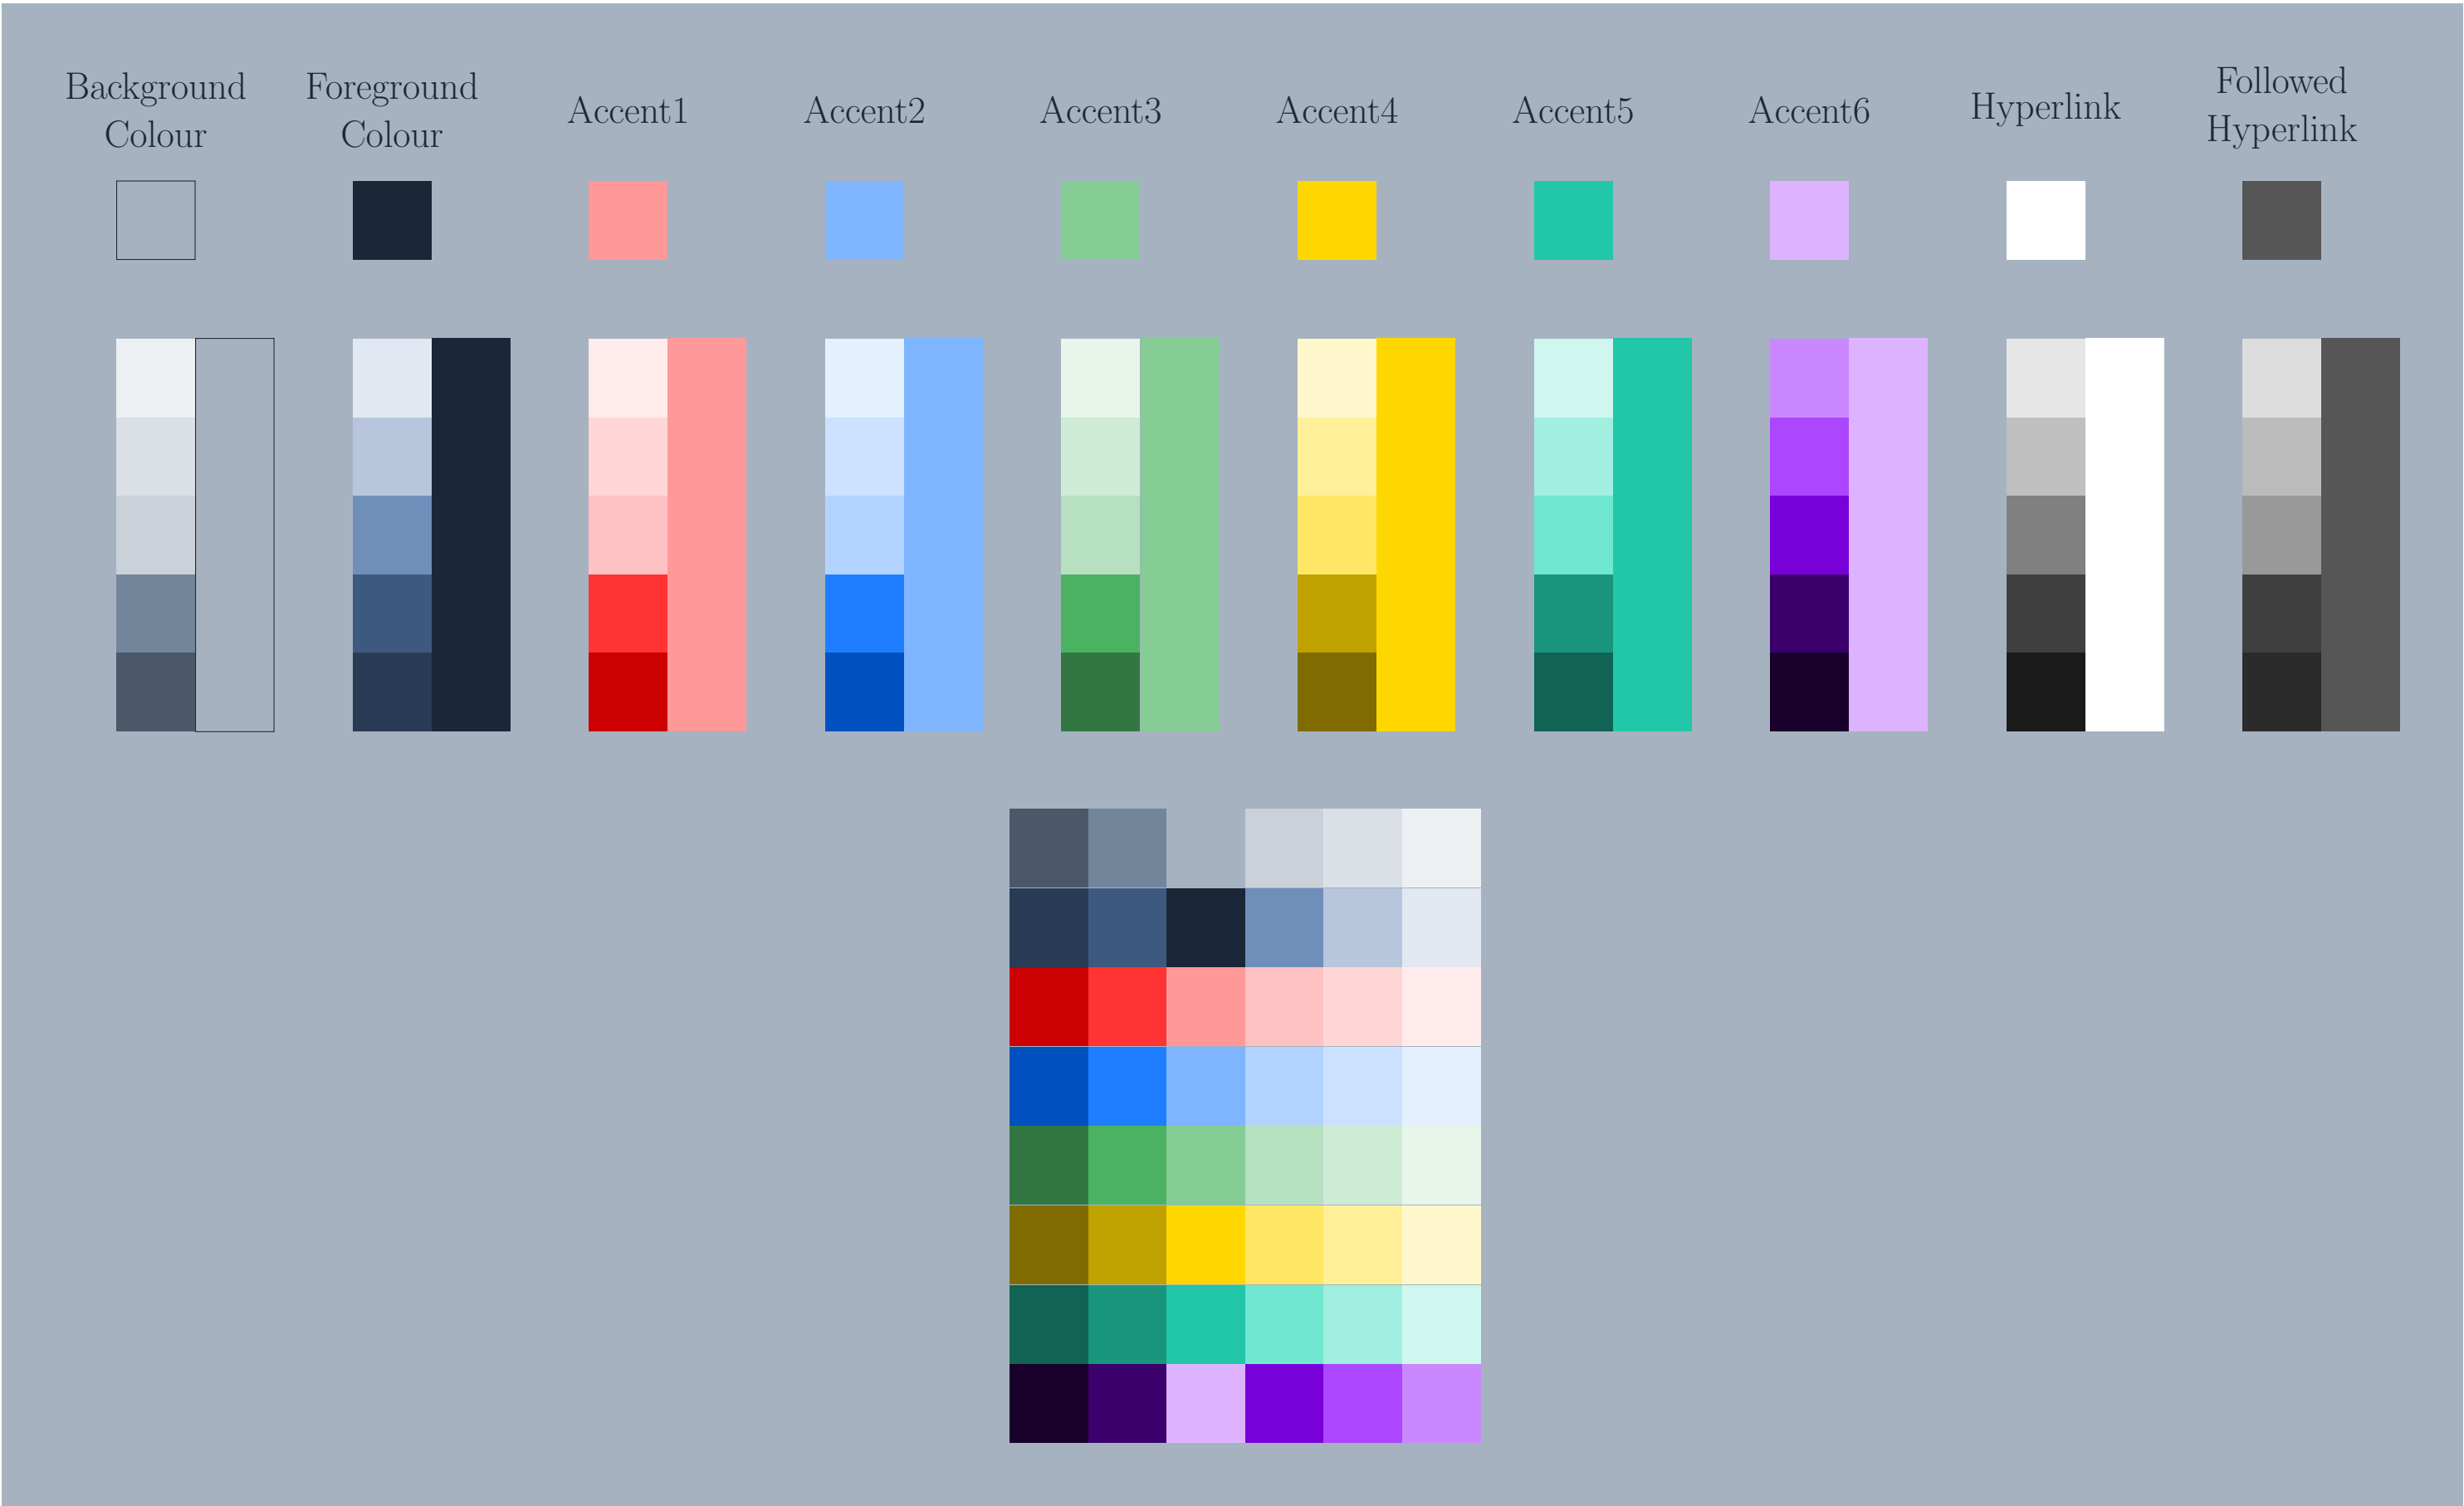 Background
Colour
Foreground
Colour
Accent1
Accent2
Accent3
Accent4
Accent5
Accent6
Hyperlink
Followed
Hyperlink